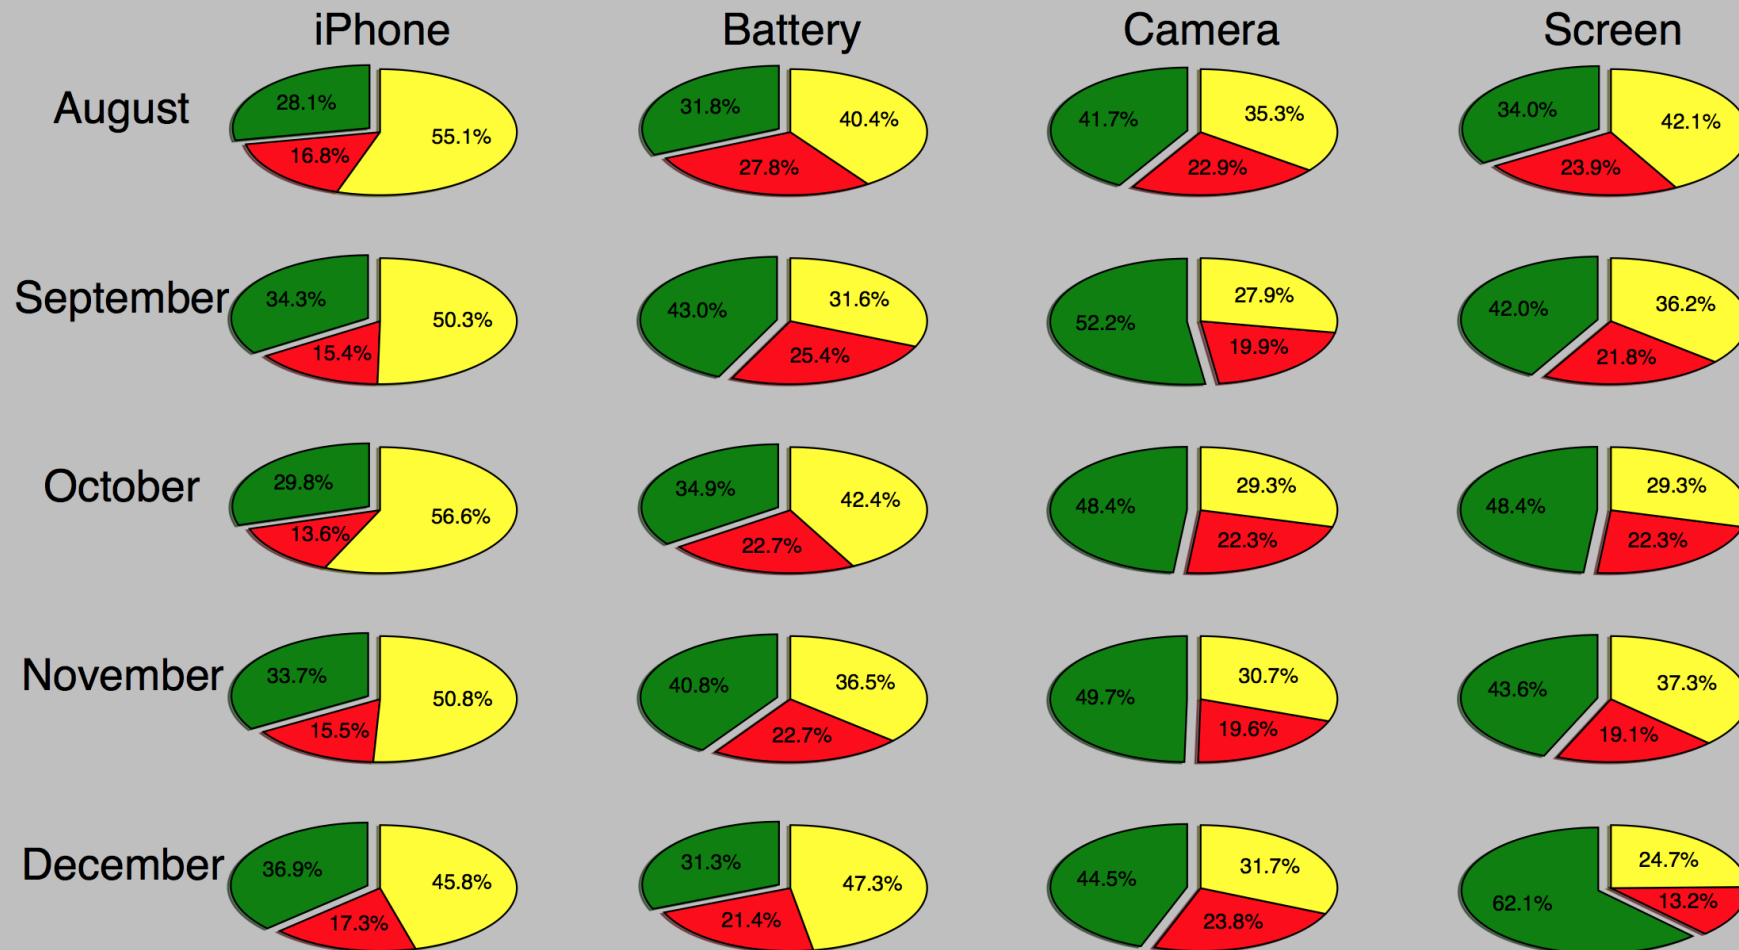 iPhone Battery Camera Screen
August
28.1% 55.1% 16.8% 31.8% 40.4% 27.8% 41.7% 35.3% 22.9% 34.0% 42.1% 23.9%
September
34.3% 50.3% 15.4% 43.0% 31.6% 25.4% 52.2% 27.9% 19.9% 42.0% 36.2% 21.8%
October
29.8% 56.6% 13.6% 34.9% 42.4% 22.7% 48.4% 29.3% 22.3% 48.4% 29.3% 22.3%
November
33.7% 50.8% 15.5% 40.8% 36.5% 22.7% 49.7% 30.7% 19.6% 43.6% 37.3% 19.1%
December
36.9% 45.8% 17.3% 31.3% 47.3% 21.4% 44.5% 31.7% 23.8% 62.1% 24.7% 13.2%